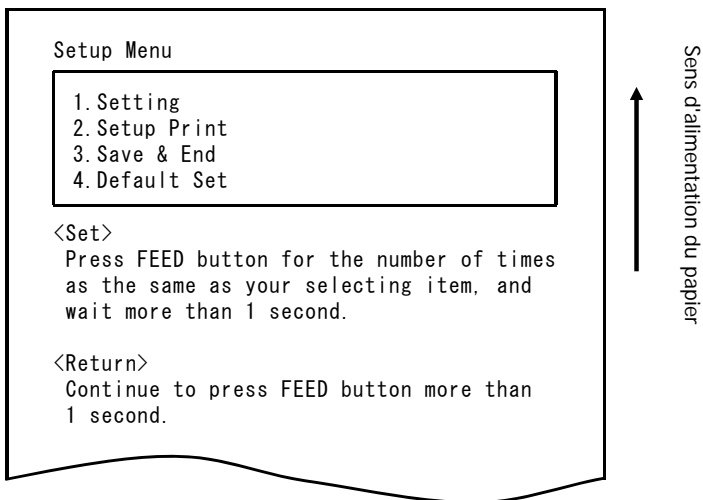 Setup Menu
1.Setting
2.Setup Print
3.Save & End
4.Default Set
<Set>
Press FEED button for the number of times
as the same as your selecting item, and
wait more than 1 second.
<Return>
Continue to press FEED button more than
1 second.
Sens d'alimentation du papier